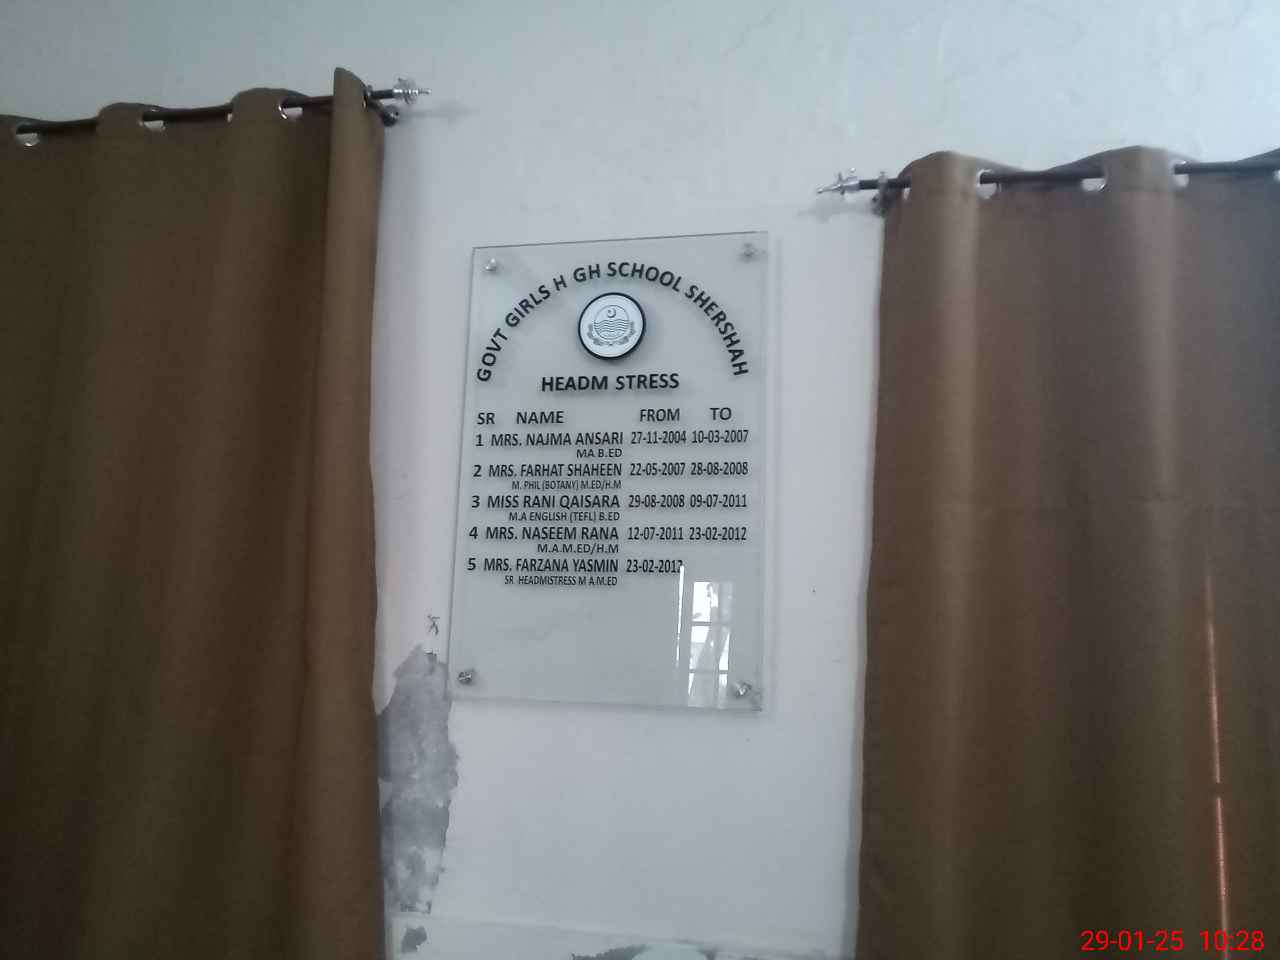 GOVT GIRLS H GH SCHOOL SHERSHAH
HEADM STRESS
SR NAME FROM TO
1 MRS. NAJMA ANSARI 27-11-2004 10-03-2007
MA B.ED
2 MRS. FARHAT SHAHEEN 22-05-2007 28-08-2008
M. PHIL (BOTANY) M.ED/H.M
3 MISS RANI QAISARA 29-08-2008 09-07-2011
M.A ENGLISH (TEFL) B.ED
4 MRS. NASEEM RANA 12-07-2011 23-02-2012
M.A.M.ED/H.M
5 MRS. FARZANA YASMIN 23-02-2012
SR HEADMISTRESS M A M.ED
29-01-25 10:28